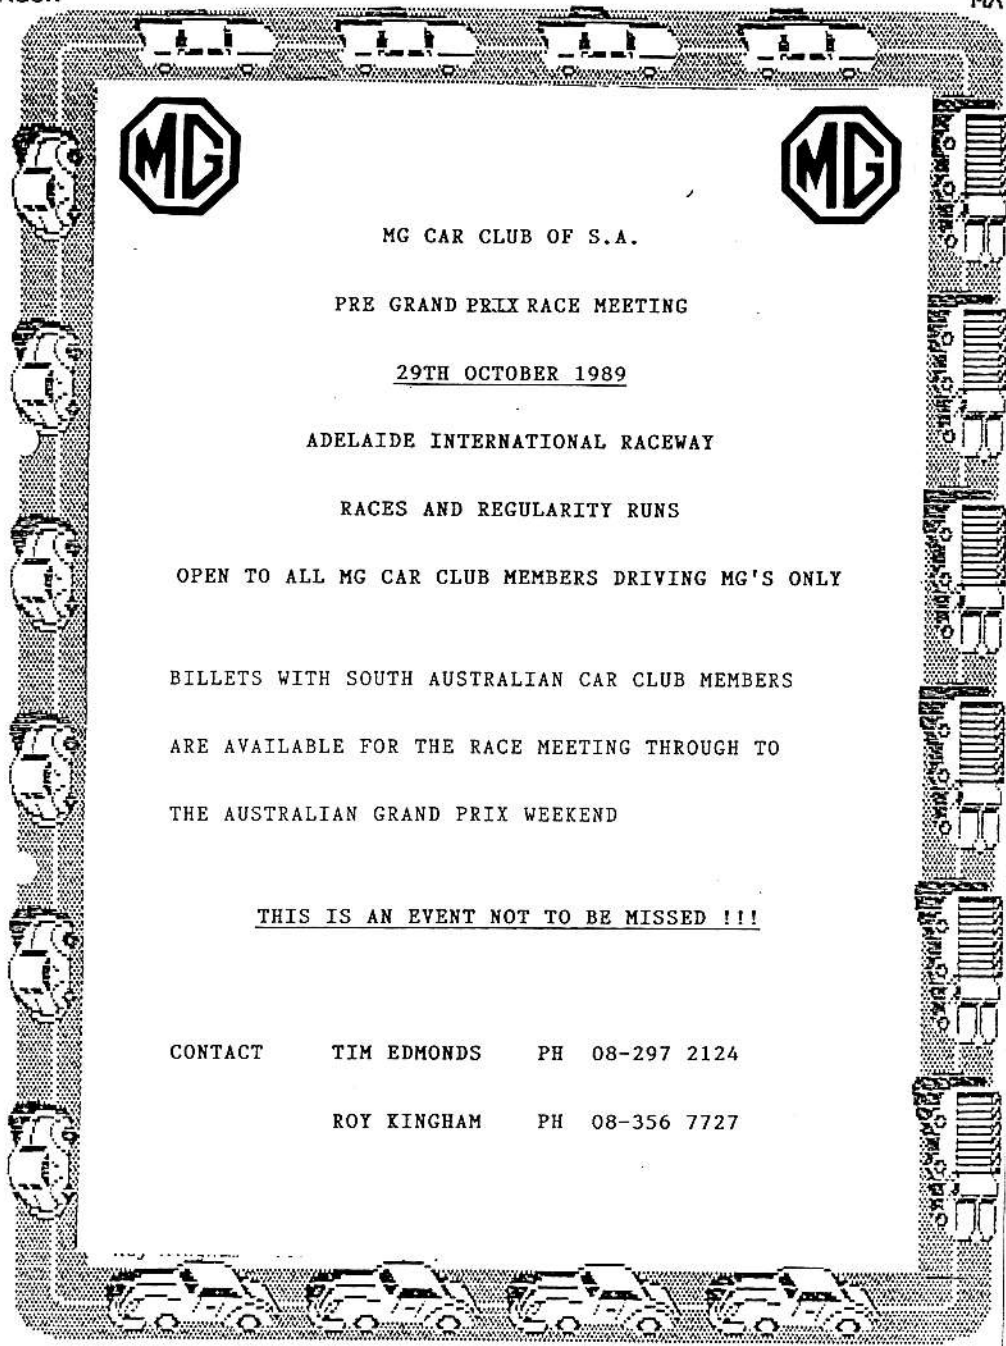 MG
MG
MG CAR CLUB OF S.A.
PRE GRAND PRIX RACE MEETING
29TH OCTOBER 1989
ADELAIDE INTERNATIONAL RACEWAY
RACES AND REGULARITY RUNS
OPEN TO ALL MG CAR CLUB MEMBERS DRIVING MG'S ONLY
BILLETS WITH SOUTH AUSTRALIAN CAR CLUB MEMBERS
ARE AVAILABLE FOR THE RACE MEETING THROUGH TO
THE AUSTRALIAN GRAND PRIX WEEKEND
THIS IS AN EVENT NOT TO BE MISSED !!!
CONTACT TIM EDMONDS PH 08-297 2124
ROY KINGHAM PH 08-356 7727